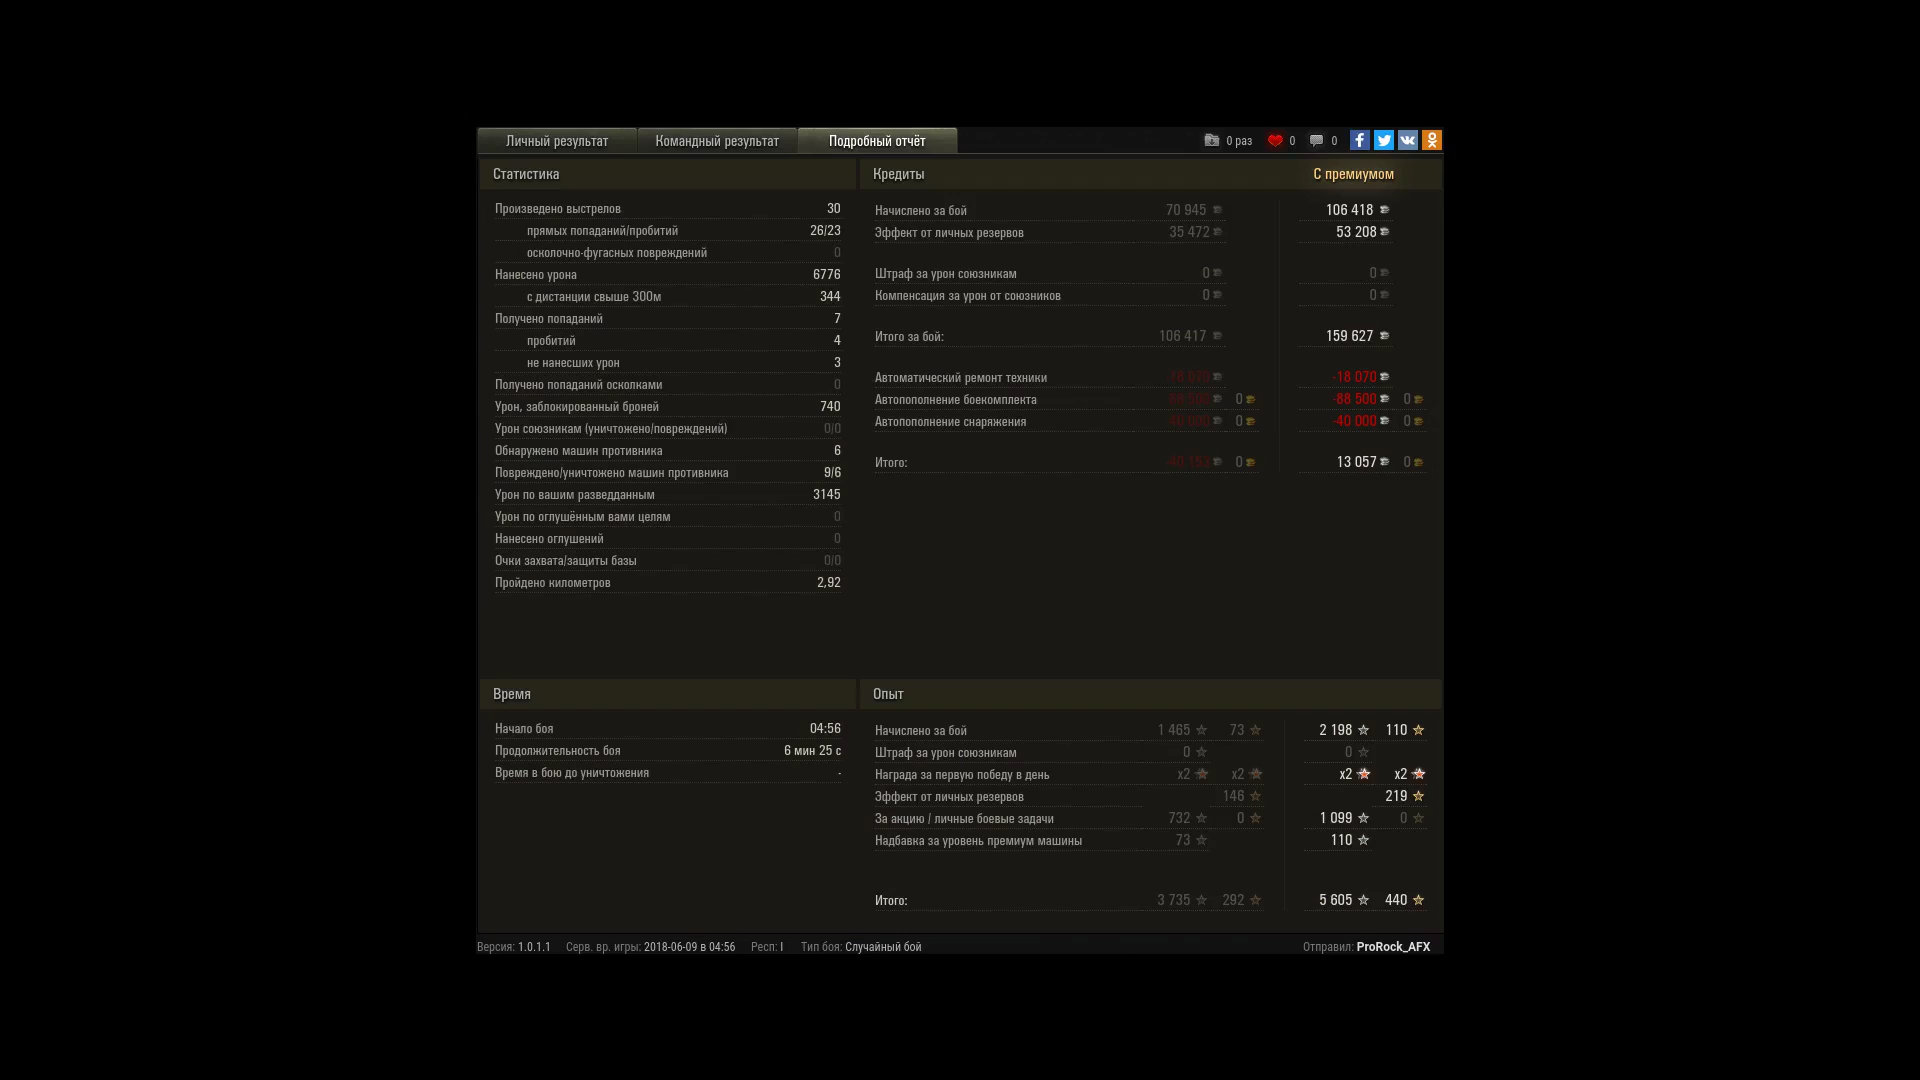 Личный результат Командный результат Подробный отчёт 0 раз 0 0
Статистика
Произведено выстрелов 30
прямых попаданий/пробитий 26/23
осколочно-фугасных повреждений 0
Нанесено урона 6776
с дистанции свыше 300м 344
Получено попаданий 7
пробитий 4
не нанесших урон 3
Получено попаданий осколками 0
Урон, заблокированный броней 740
Урон союзникам (уничтожено/повреждений) 0/0
Обнаружено машин противника 6
Повреждено/уничтожено машин противника 9/6
Урон по вашим разведданным 3145
Урон по оглушённым вами целям 0
Нанесено оглушений 0
Очки захвата/защиты базы 0/0
Пройдено километров 2,92
Кредиты С премиумом
Начислено за бой 70 945 106 418
Эффект от личных резервов 35 472 53 208
Штраф за урон союзникам 0 0
Компенсация за урон от союзников 0 0
Итого за бой: 106 417 159 627
Автоматический ремонт техники -18 070 -18 070
Автопополнение боекомплекта -88 500 0 -88 500 0
Автопополнение снаряжения -40 000 0 -40 000 0
Итого: -40 153 0 13 057 0
Время
Начало боя 04:56
Продолжительность боя 6 мин 25 с
Время в бою до уничтожения -
Опыт
Начислено за бой 1 465 73 2 198 110
Штраф за урон союзникам 0 0
Награда за первую победу в день x2 x2 x2 x2
Эффект от личных резервов 146 219
За акцию / личные боевые задачи 732 0 1 099 0
Надбавка за уровень премиум машины 73 110
Итого: 3 735 292 5 605 440
Версия: 1.0.1.1 Серв. вр. игры: 2018-06-09 в 04:56 Респ: I Тип боя: Случайный бой Отправил: ProRock_AFX